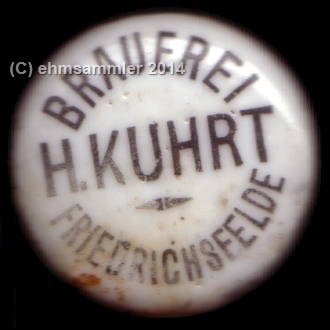 (C) ehmsammler 2014
BRAUEREI
H.KUHRT
FRIEDRICHSFELDE